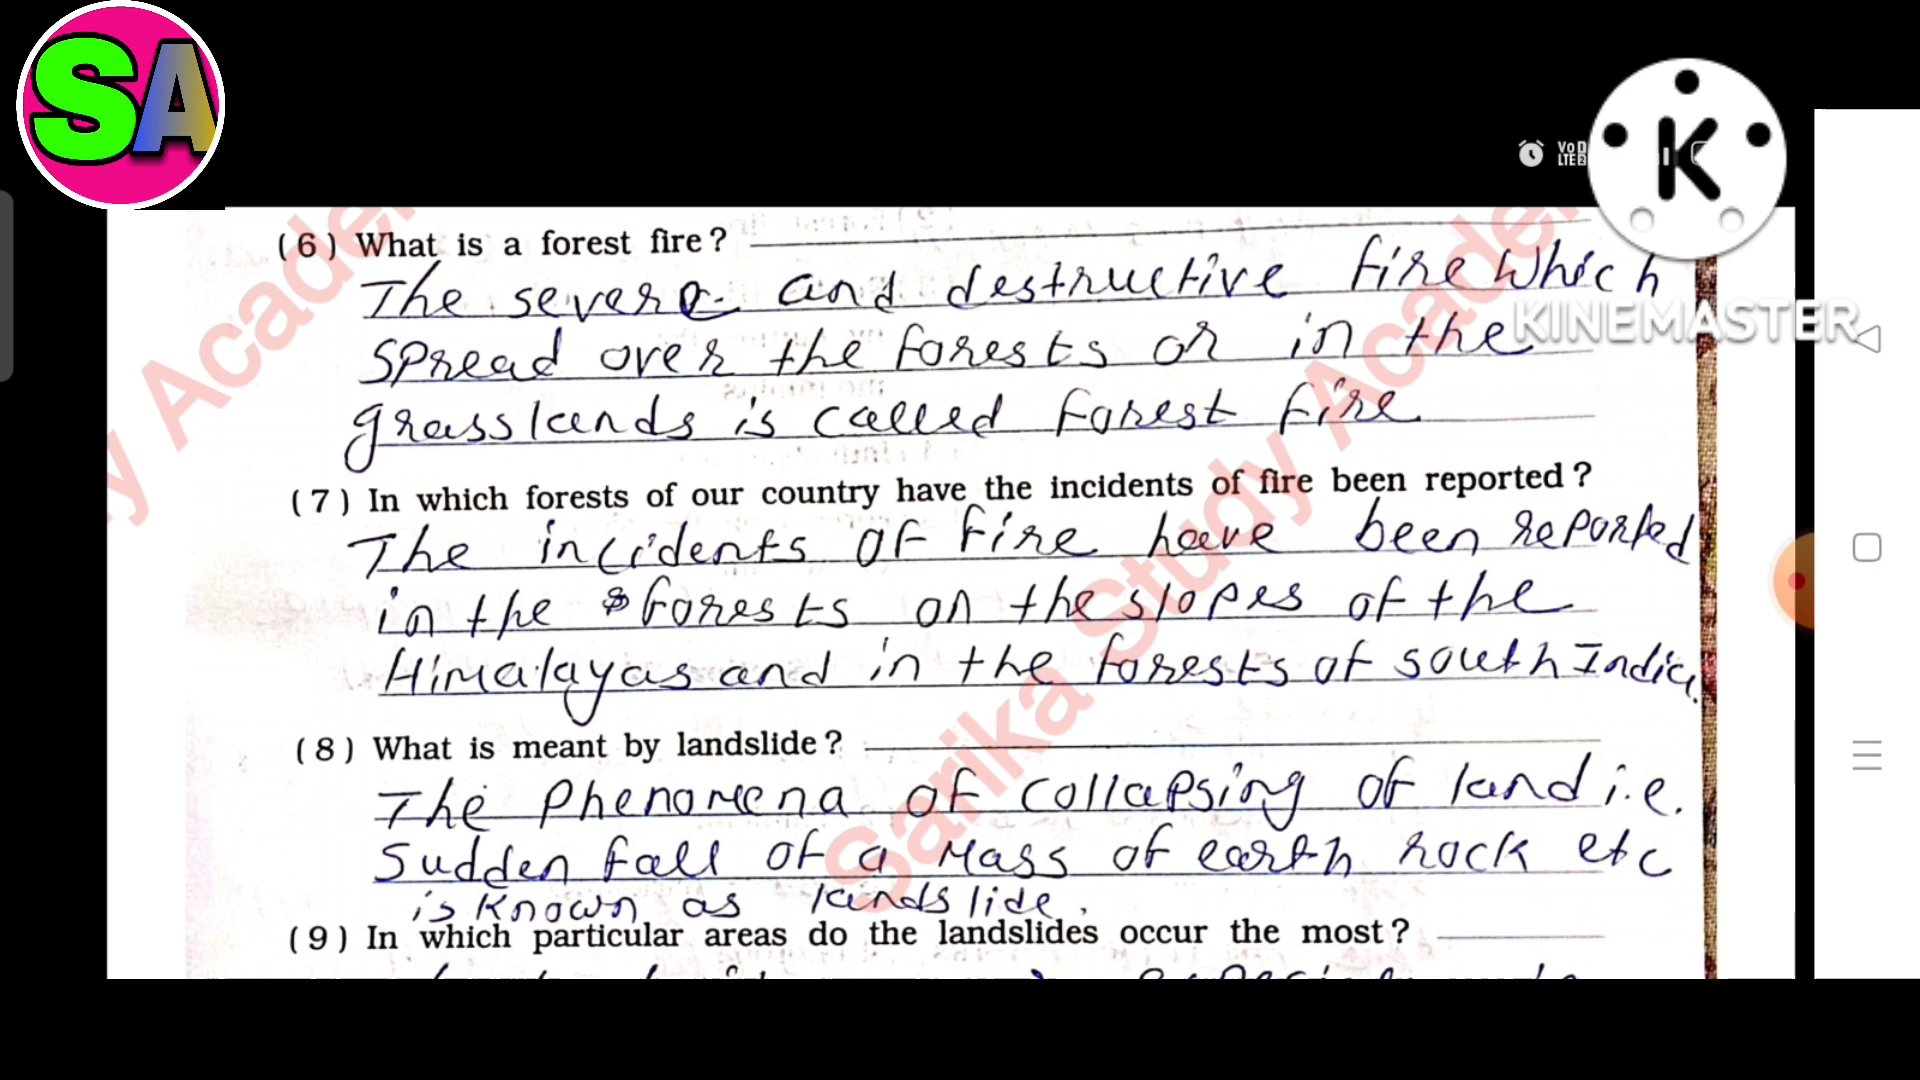 SA
VoLTE
K
KINEMASTER
Sarika Study Academy
(6) What is a forest fire?
The severe and destructive fire which
spread over the forests or in the
grasslands is called forest fire
(7) In which forests of our country have the incidents of fire been reported?
The incidents of fire have been reported
in the forests on the slopes of the
Himalayas and in the forests of south India.
(8) What is meant by landslide?
The phenomena of collapsing of land i.e.
Sudden fall of a mass of earth rock etc
is known as landslide.
(9) In which particular areas do the landslides occur the most?